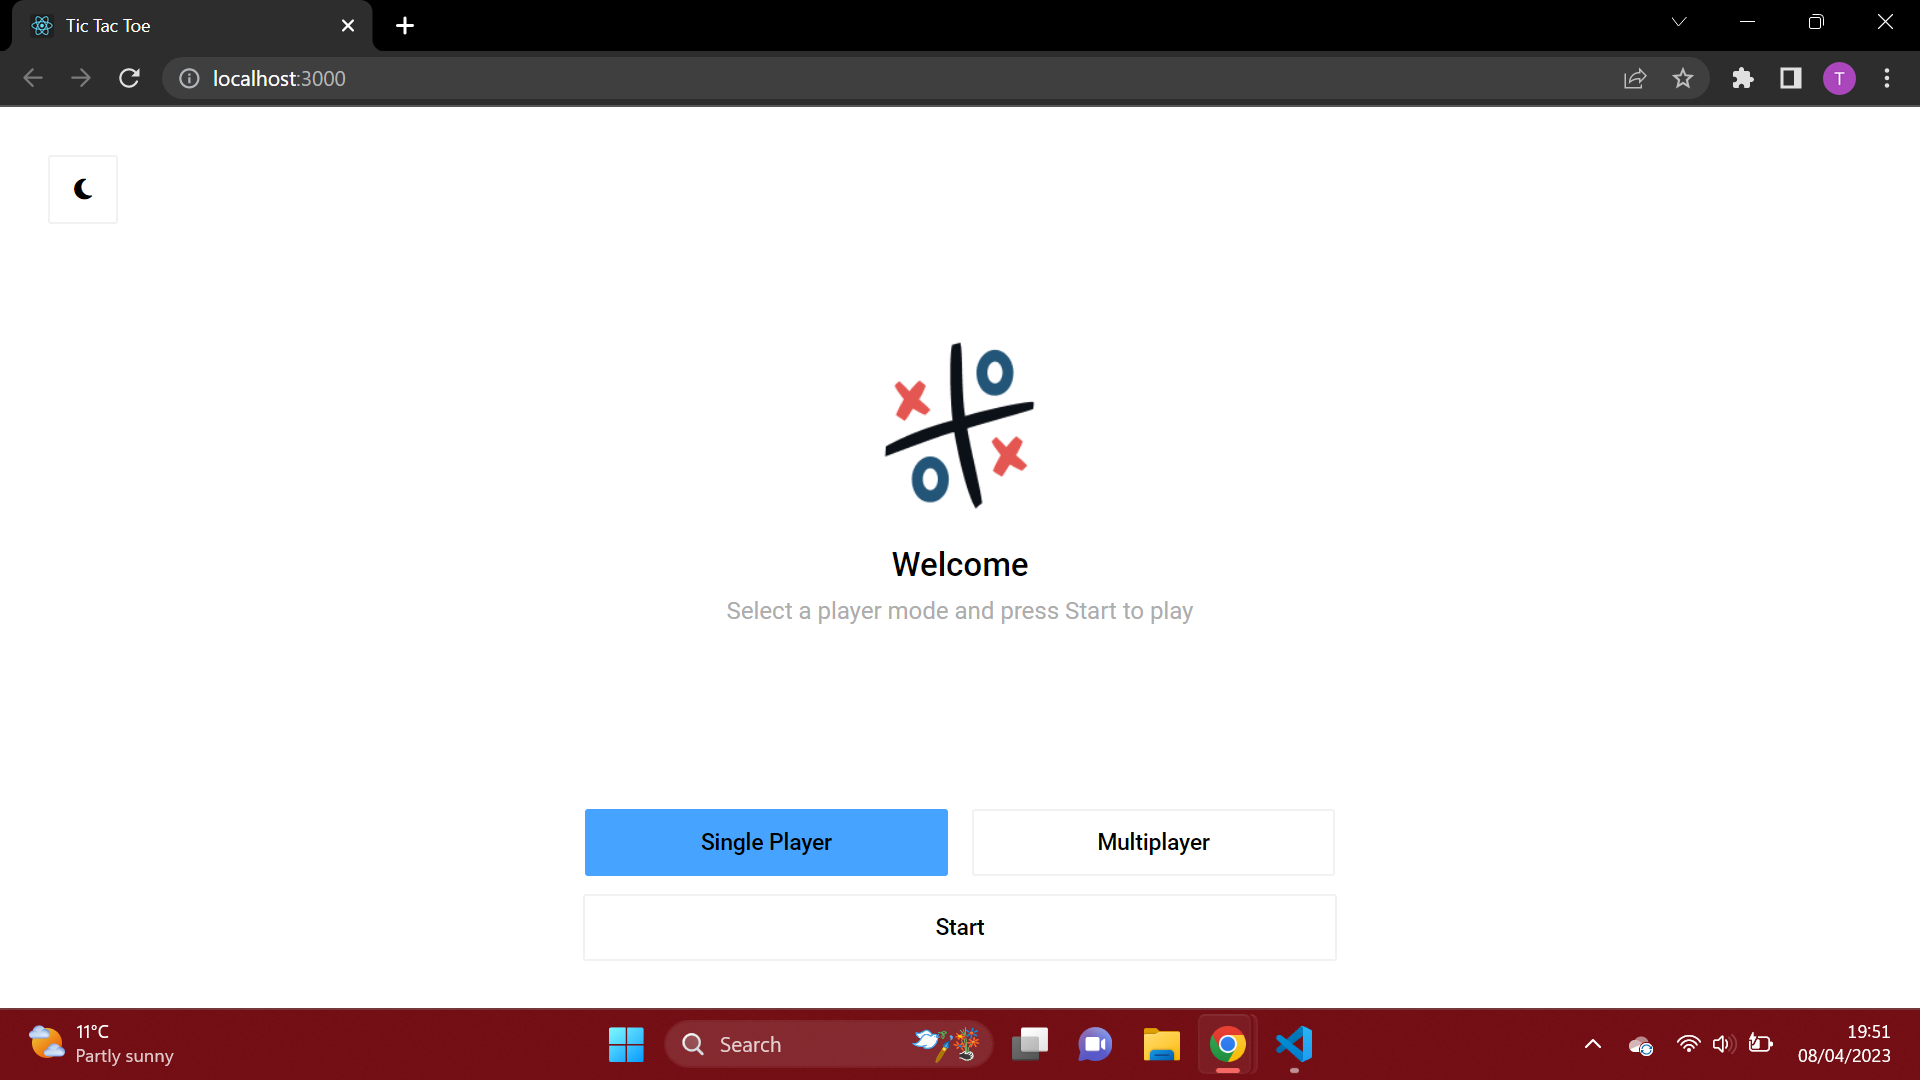 Tic Tac Toe
localhost:3000
T
Welcome
Select a player mode and press Start to play
Single Player
Multiplayer
Start
11°C
Partly sunny
Search
19:51
08/04/2023